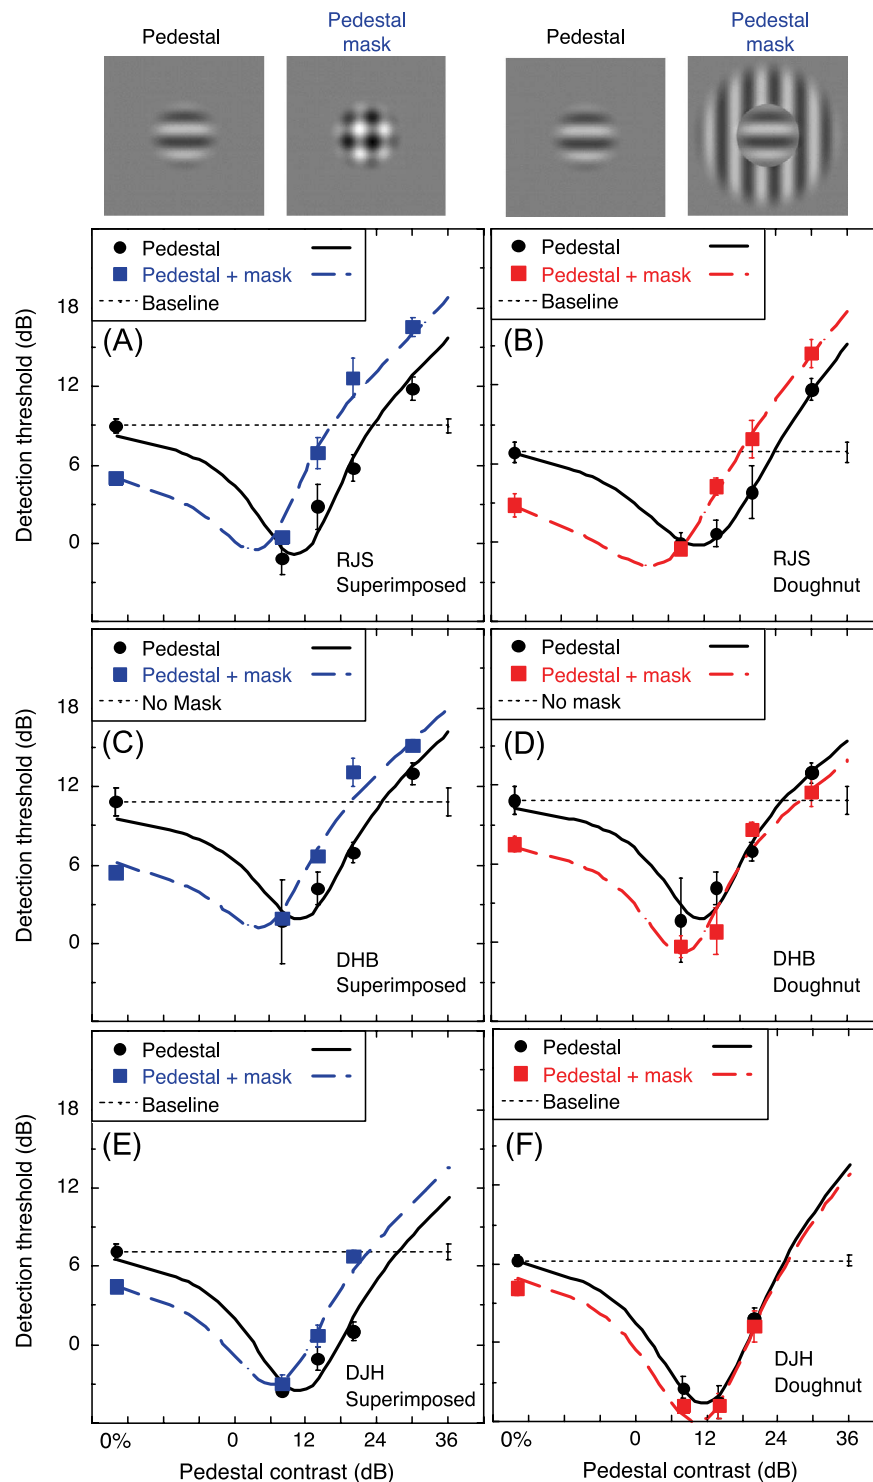 Pedestal
Pedestal
mask
Pedestal
Pedestal
mask
Pedestal
Pedestal + mask
Baseline
18
12
6
0
Detection threshold (dB)
(A)
RJS
Superimposed
Pedestal
Pedestal + mask
Baseline
(B)
RJS
Doughnut
Pedestal
Pedestal + mask
No Mask
18
12
6
0
Detection threshold (dB)
(C)
DHB
Superimposed
Pedestal
Pedestal + mask
No mask
(D)
DHB
Doughnut
Pedestal
Pedestal + mask
Baseline
18
12
6
0
Detection threshold (dB)
(E)
DJH
Superimposed
0% 0 12 24 36
Pedestal contrast (dB)
Pedestal
Pedestal + mask
Baseline
(F)
DJH
Doughnut
0% 0 12 24 36
Pedestal contrast (dB)